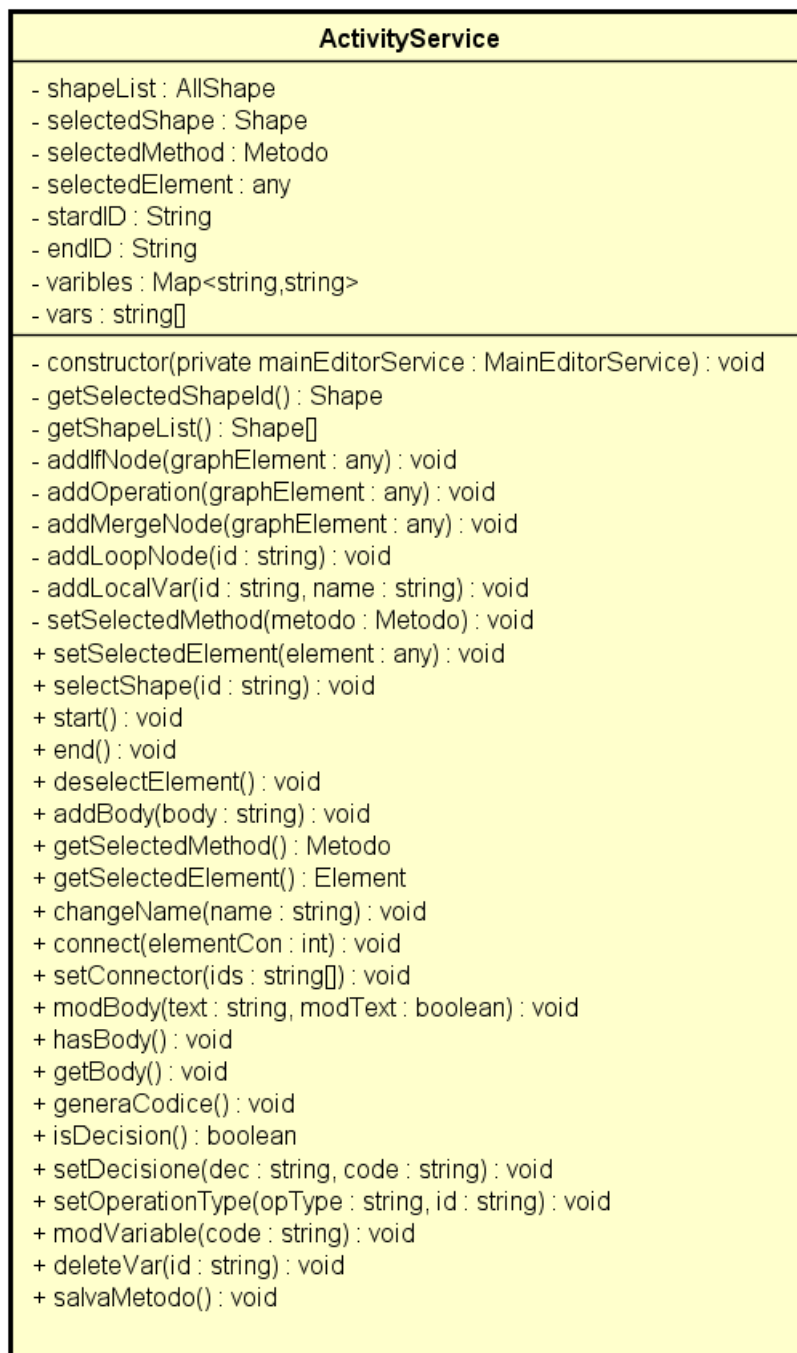 ActivityService
- shapeList : AllShape
- selectedShape : Shape
- selectedMethod : Metodo
- selectedElement : any
- stardID : String
- endID : String
- varibles : Map<string,string>
- vars : string[]
- constructor(private mainEditorService : MainEditorService) : void
- getSelectedShapeId() : Shape
- getShapeList() : Shape[]
- addIfNode(graphElement : any) : void
- addOperation(graphElement : any) : void
- addMergeNode(graphElement : any) : void
- addLoopNode(id : string) : void
- addLocalVar(id : string, name : string) : void
- setSelectedMethod(metodo : Metodo) : void
+ setSelectedElement(element : any) : void
+ selectShape(id : string) : void
+ start() : void
+ end() : void
+ deselectElement() : void
+ addBody(body : string) : void
+ getSelectedMethod() : Metodo
+ getSelectedElement() : Element
+ changeName(name : string) : void
+ connect(elementCon : int) : void
+ setConnector(ids : string[]) : void
+ modBody(text : string, modText : boolean) : void
+ hasBody() : void
+ getBody() : void
+ generaCodice() : void
+ isDecision() : boolean
+ setDecisione(dec : string, code : string) : void
+ setOperationType(opType : string, id : string) : void
+ modVariable(code : string) : void
+ deleteVar(id : string) : void
+ salvaMetodo() : void